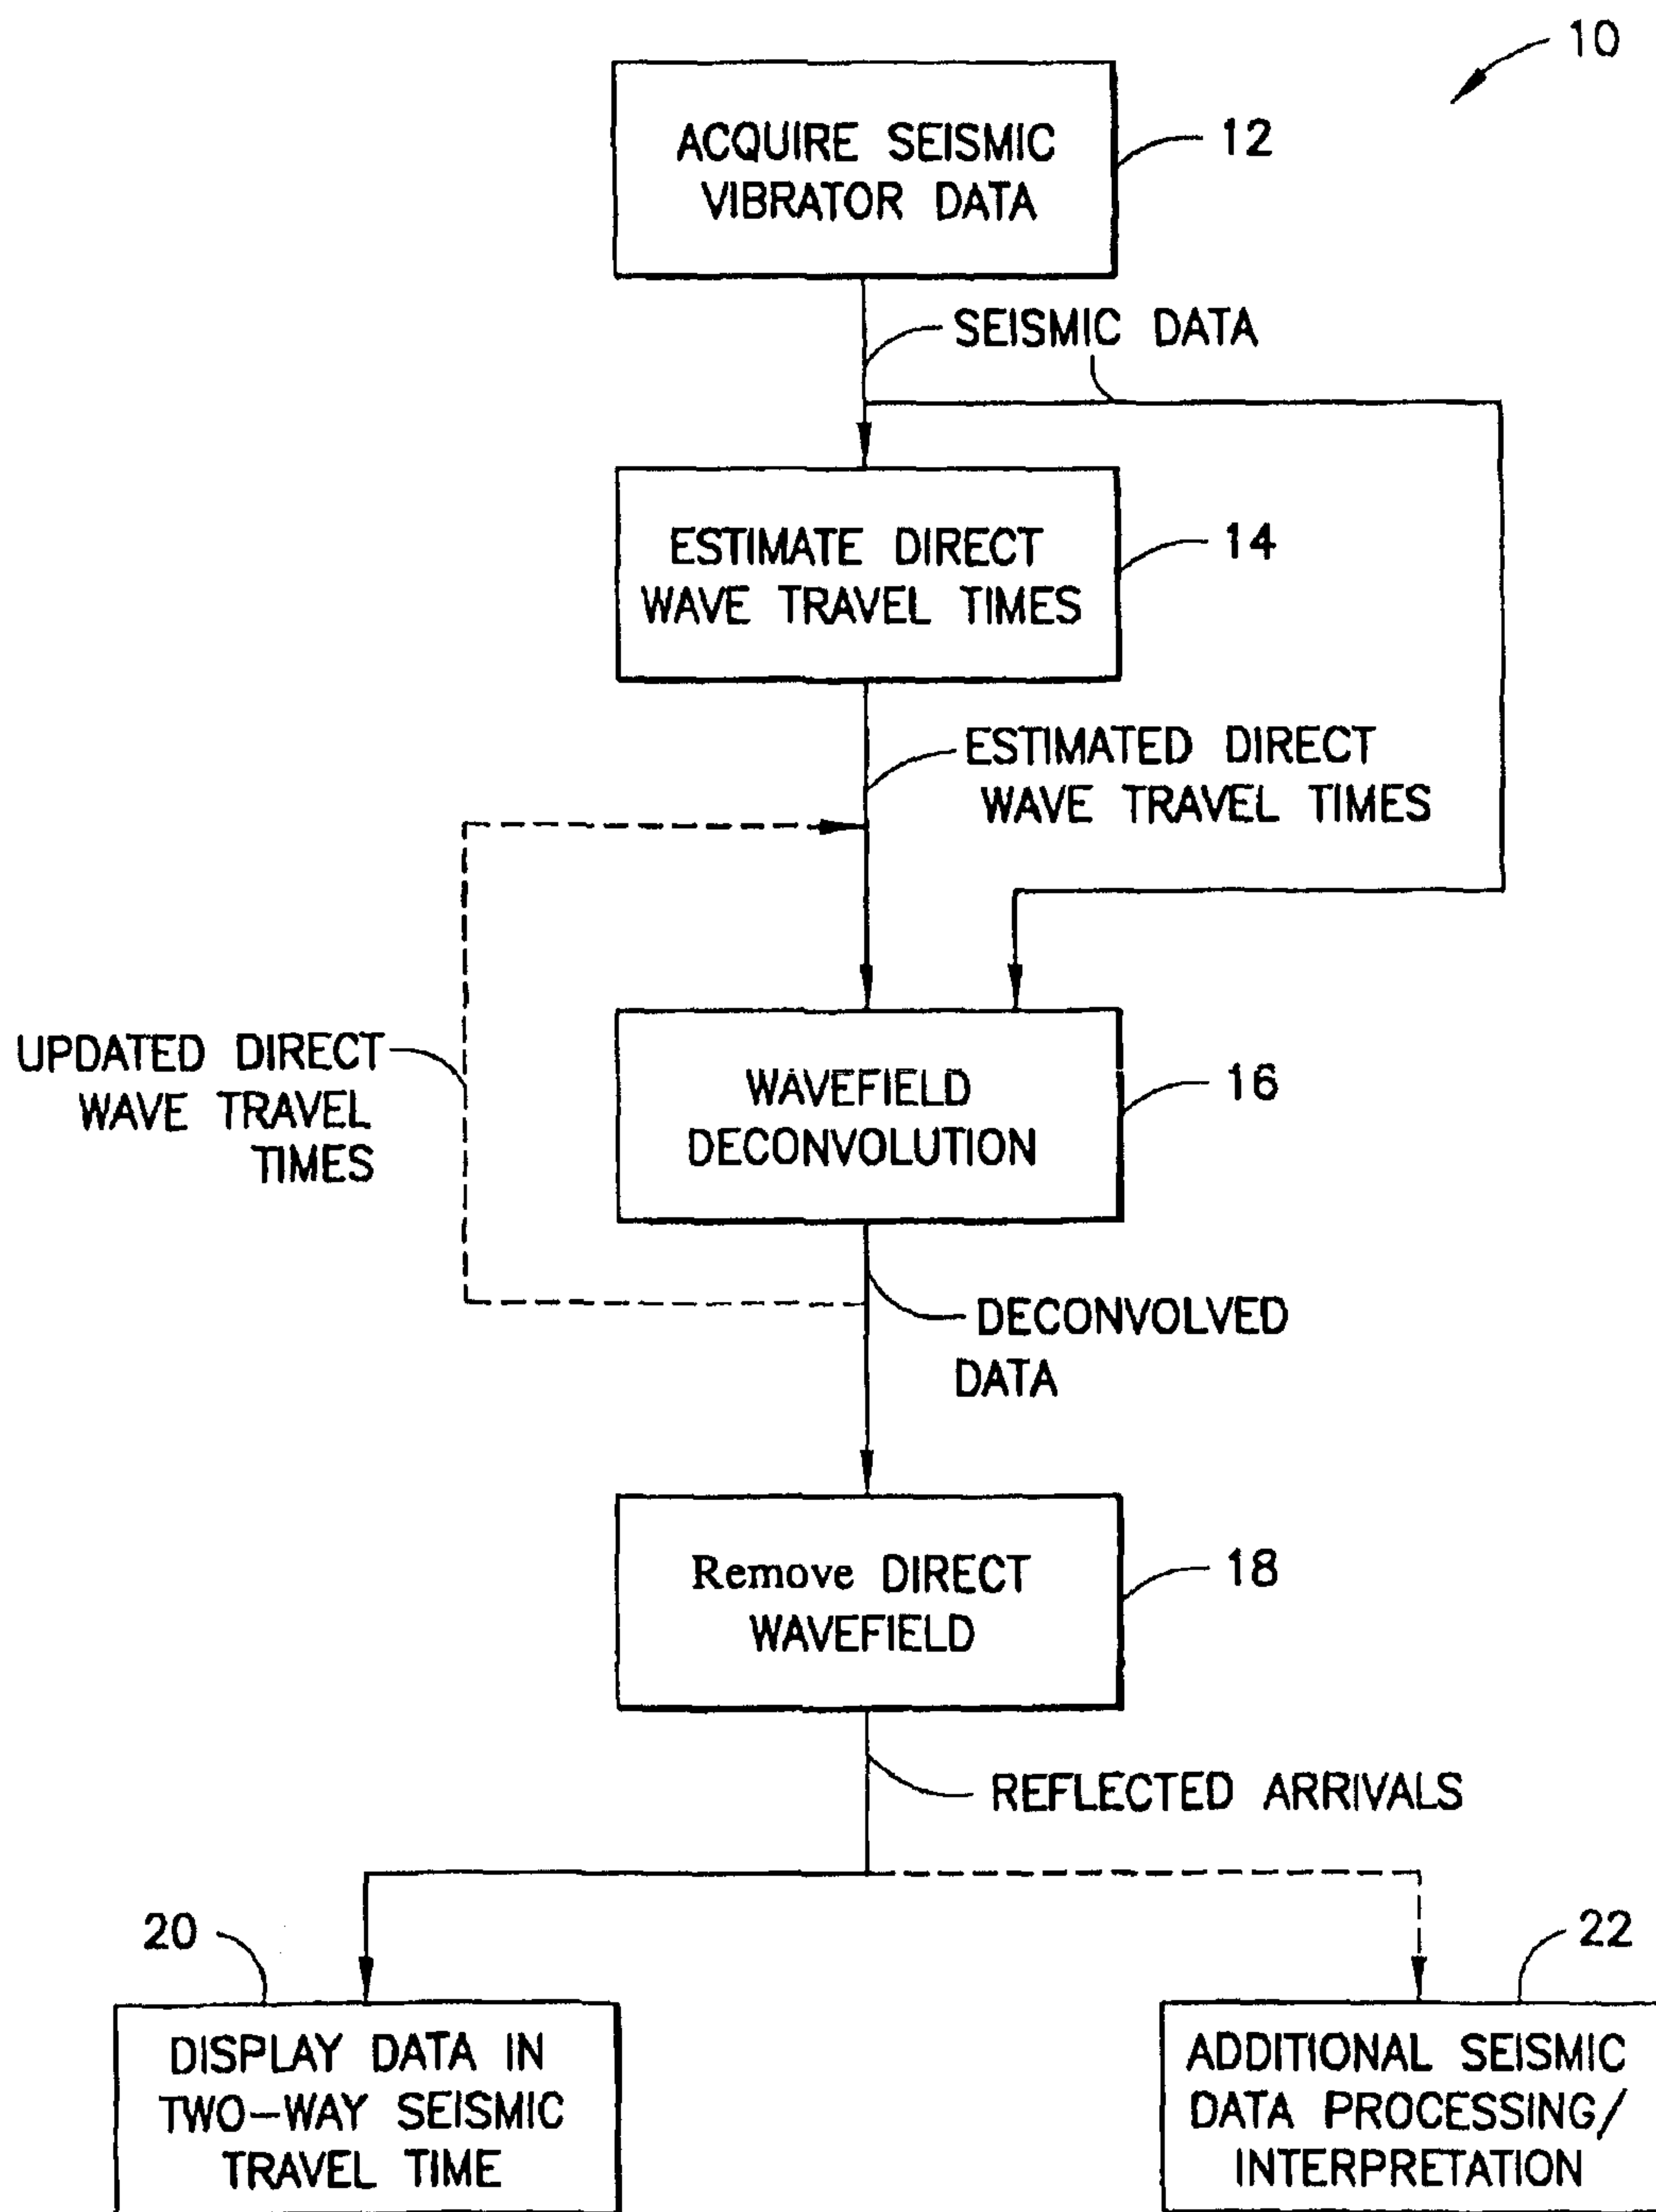 10
ACQUIRE SEISMIC
VIBRATOR DATA
12
SEISMIC DATA
ESTIMATE DIRECT
WAVE TRAVEL TIMES
14
ESTIMATED DIRECT
WAVE TRAVEL TIMES
UPDATED DIRECT
WAVE TRAVEL
TIMES
WAVEFIELD
DECONVOLUTION
16
DECONVOLVED
DATA
Remove DIRECT
WAVEFIELD
18
REFLECTED ARRIVALS
20
DISPLAY DATA IN
TWO-WAY SEISMIC
TRAVEL TIME
22
ADDITIONAL SEISMIC
DATA PROCESSING/
INTERPRETATION